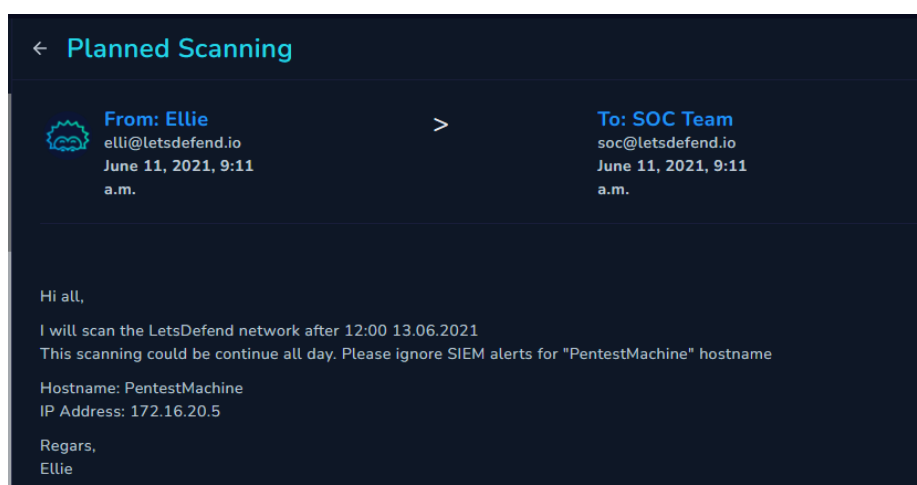 ← Planned Scanning
From: Ellie
elli@letsdefend.io
June 11, 2021, 9:11
a.m.
>
To: SOC Team
soc@letsdefend.io
June 11, 2021, 9:11
a.m.
Hi all,
I will scan the LetsDefend network after 12:00 13.06.2021
This scanning could be continue all day. Please ignore SIEM alerts for "PentestMachine" hostname
Hostname: PentestMachine
IP Address: 172.16.20.5
Regars,
Ellie